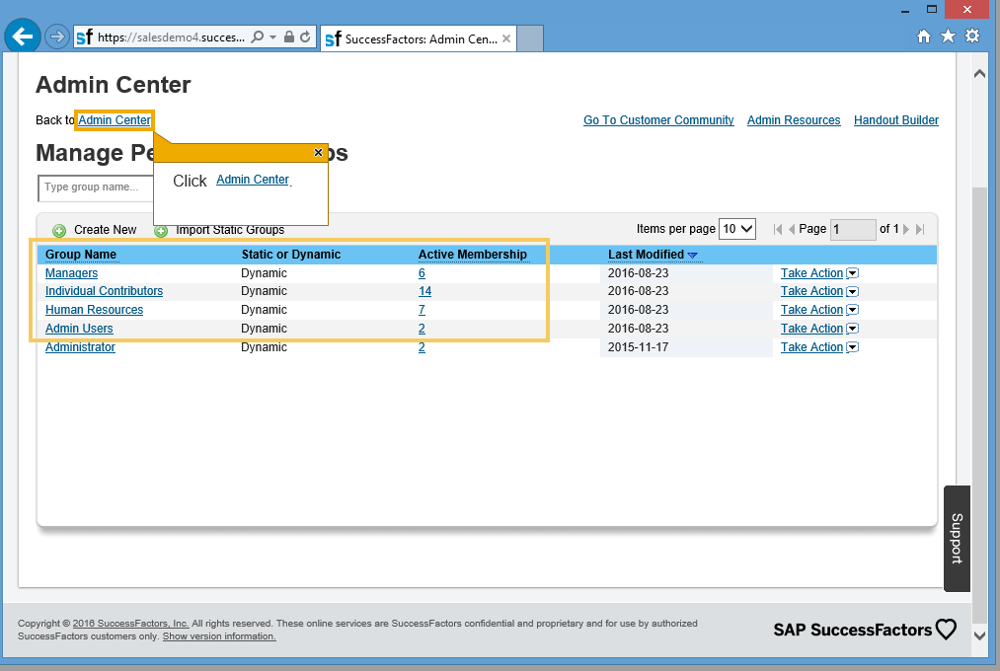 https://salesdemo4.succes...
SuccessFactors: Admin Cen...
Admin Center
Back to Admin Center
Go To Customer Community Admin Resources Handout Builder
Manage Pe ps
Click Admin Center.
Type group name...
Create New Import Static Groups
Items per page 10 Page 1 of 1
Group Name Static or Dynamic Active Membership Last Modified
Managers Dynamic 6 2016-08-23 Take Action
Individual Contributors Dynamic 14 2016-08-23 Take Action
Human Resources Dynamic 7 2016-08-23 Take Action
Admin Users Dynamic 2 2016-08-23 Take Action
Administrator Dynamic 2 2015-11-17 Take Action
Support
Copyright © 2016 SuccessFactors, Inc. All rights reserved. These online services are SuccessFactors confidential and proprietary and for use by authorized
SuccessFactors customers only. Show version information.
SAP SuccessFactors